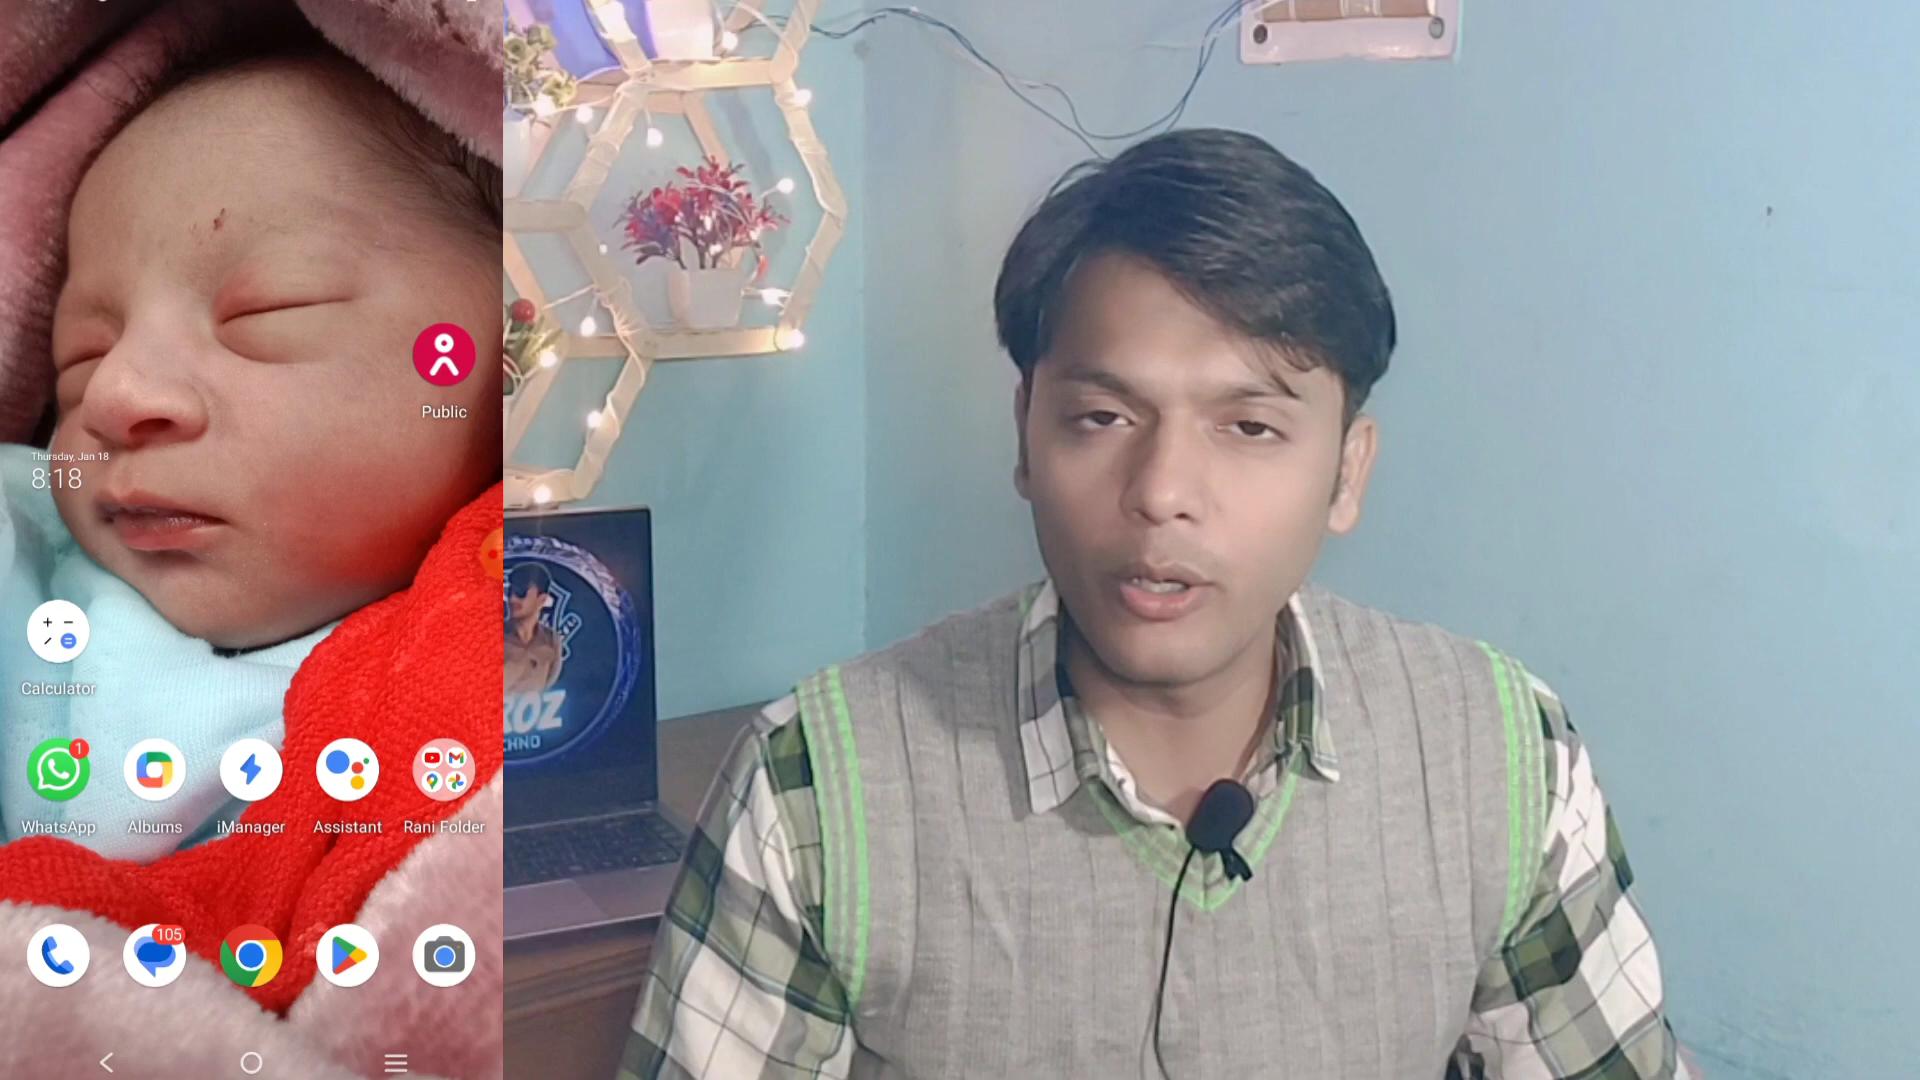 Public
Thursday, Jan 18
8:18
Calculator
1
WhatsApp
Albums
iManager
Assistant
Rani Folder
105
ROZ
CHNO